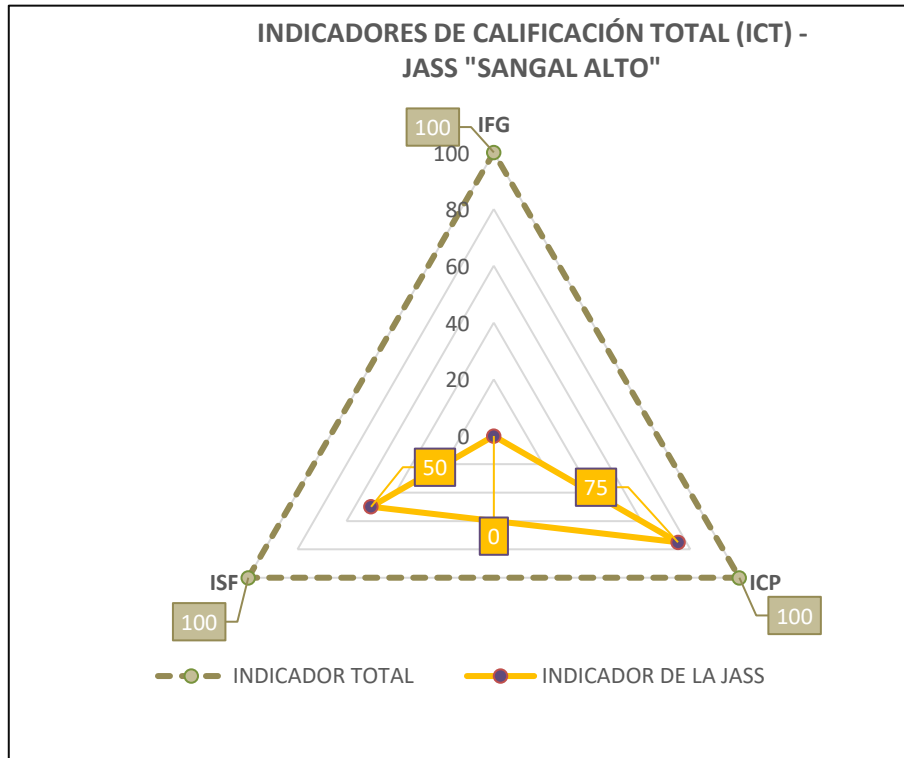 INDICADORES DE CALIFICACIÓN TOTAL (ICT) -
JASS "SANGAL ALTO"
100
IFG
100
80
60
40
20
0
50
75
0
ISF
ICP
100
100
INDICADOR TOTAL
INDICADOR DE LA JASS